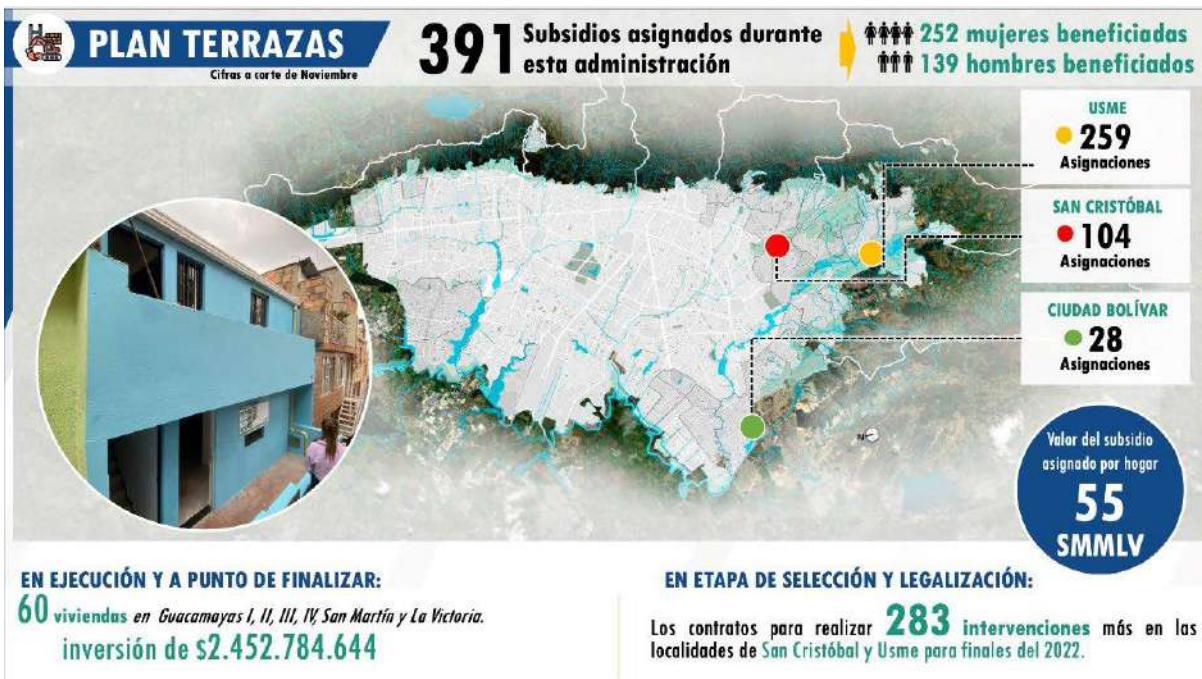 PLAN TERRAZAS
Cifras a corte de Noviembre
391 Subsidios asignados durante
esta administración
252 mujeres beneficiadas
139 hombres beneficiados
USME
259
Asignaciones
SAN CRISTÓBAL
104
Asignaciones
CIUDAD BOLÍVAR
28
Asignaciones
Valor del subsidio
asignado por hogar
55
SMMLV
EN EJECUCIÓN Y A PUNTO DE FINALIZAR:
60 viviendas en Guacamayas I, II, III, IV, San Martín y La Victoria.
inversión de $2.452.784.644
EN ETAPA DE SELECCIÓN Y LEGALIZACIÓN:
Los contratos para realizar 283 intervenciones más en las
localidades de San Cristóbal y Usme para finales del 2022.